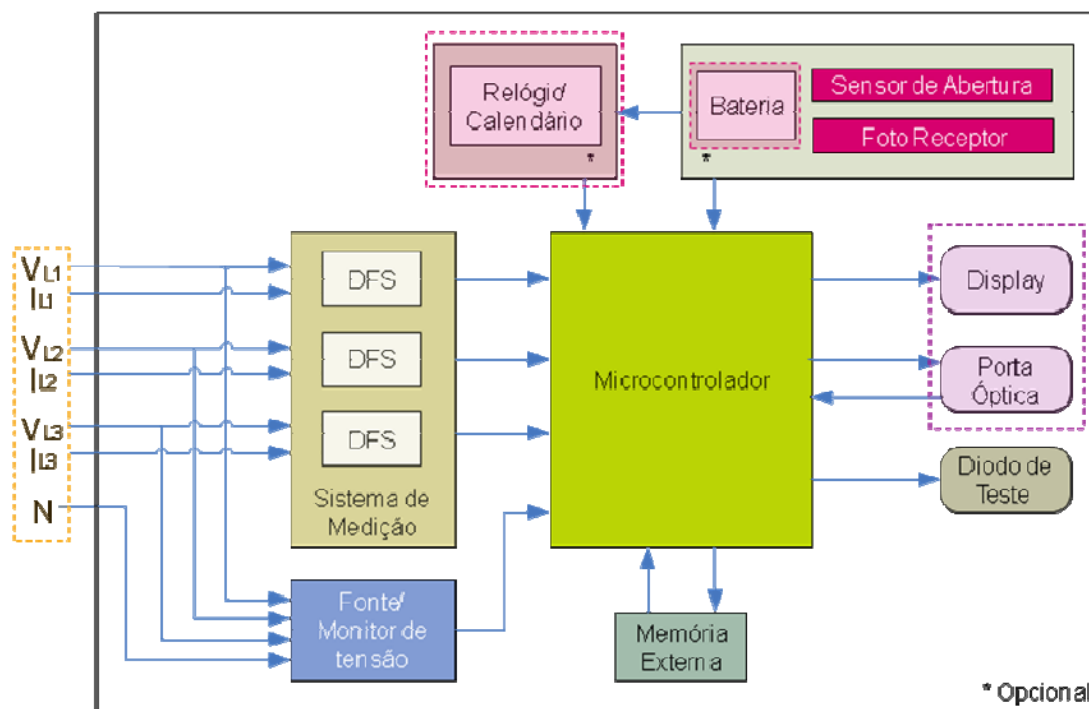 Relógio/
Calendário
*
Bateria
*
Sensor de Abertura
Foto Receptor
VL1
IL1
VL2
IL2
VL3
IL3
N
DFS
DFS
DFS
Sistema de
Medição
Microcontrolador
Display
Porta
Óptica
Diodo de
Teste
Fonte/
Monitor de
tensão
Memória
Externa
* Opcional